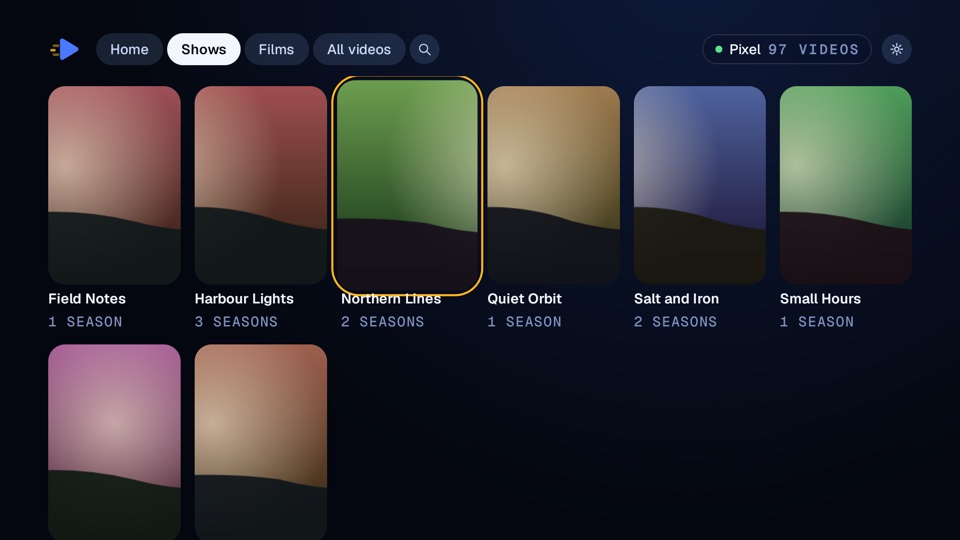 Home
Shows
Films
All videos
Pixel 97 VIDEOS
Field Notes
1 SEASON
Harbour Lights
3 SEASONS
Northern Lines
2 SEASONS
Quiet Orbit
1 SEASON
Salt and Iron
2 SEASONS
Small Hours
1 SEASON